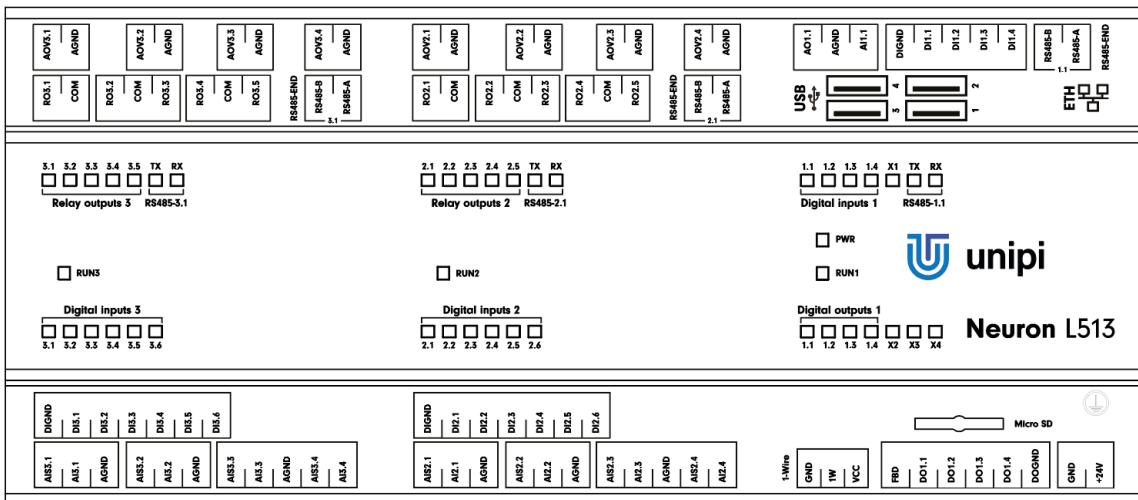 AOV3.1 AGND AOV3.2 AGND AOV3.3 AGND AOV3.4 AGND AOV2.1 AGND AOV2.2 AGND AOV2.3 AGND AOV2.4 AGND AO1.1 AGND AI1.1 DIGND DI1.1 DI1.2 DI1.3 DI1.4 RS485-B RS485-A RS485-END
1.1
RO3.1 COM RO3.2 COM RO3.3 RO3.4 COM RO3.5 RS485-END RS485-B RS485-A RO2.1 COM RO2.2 COM RO2.3 RO2.4 COM RO2.5 RS485-END RS485-B RS485-A USB 4 2 ETH
3.1 2.1 3 1
3.1 3.2 3.3 3.4 3.5 TX RX 2.1 2.2 2.3 2.4 2.5 TX RX 1.1 1.2 1.3 1.4 X1 TX RX
Relay outputs 3 RS485-3.1 Relay outputs 2 RS485-2.1 Digital inputs 1 RS485-1.1
PWR
unipi
RUN3 RUN2 RUN1
Digital inputs 3 Digital inputs 2 Digital outputs 1
Neuron L513
3.1 3.2 3.3 3.4 3.5 3.6 2.1 2.2 2.3 2.4 2.5 2.6 1.1 1.2 1.3 1.4 X2 X3 X4
DIGND DI3.1 DI3.2 DI3.3 DI3.4 DI3.5 DI3.6 DIGND DI2.1 DI2.2 DI2.3 DI2.4 DI2.5 DI2.6 Micro SD
AIS3.1 AI3.1 AGND AIS3.2 AI3.2 AGND AIS3.3 AI3.3 AGND AIS3.4 AI3.4 AIS2.1 AI2.1 AGND AIS2.2 AI2.2 AGND AIS2.3 AI2.3 AGND AIS2.4 AI2.4 1-Wire GND 1W VCC FBD DO1.1 DO1.2 DO1.3 DO1.4 DOGND GND +24V